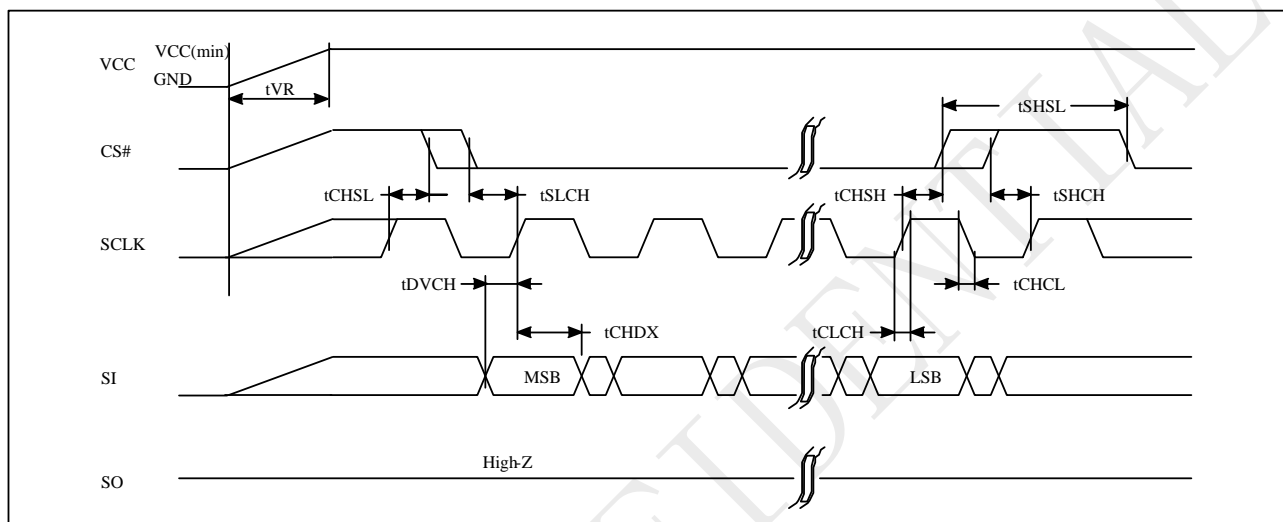 VCC
VCC(min)
GND
tVR
tSHSL
CS#
tCHSL
tSLCH
tCHSH
tSHCH
SCLK
tDVCH
tCHCL
tCHDX
tCLCH
SI
MSB
LSB
High-Z
SO
IDENTIAL